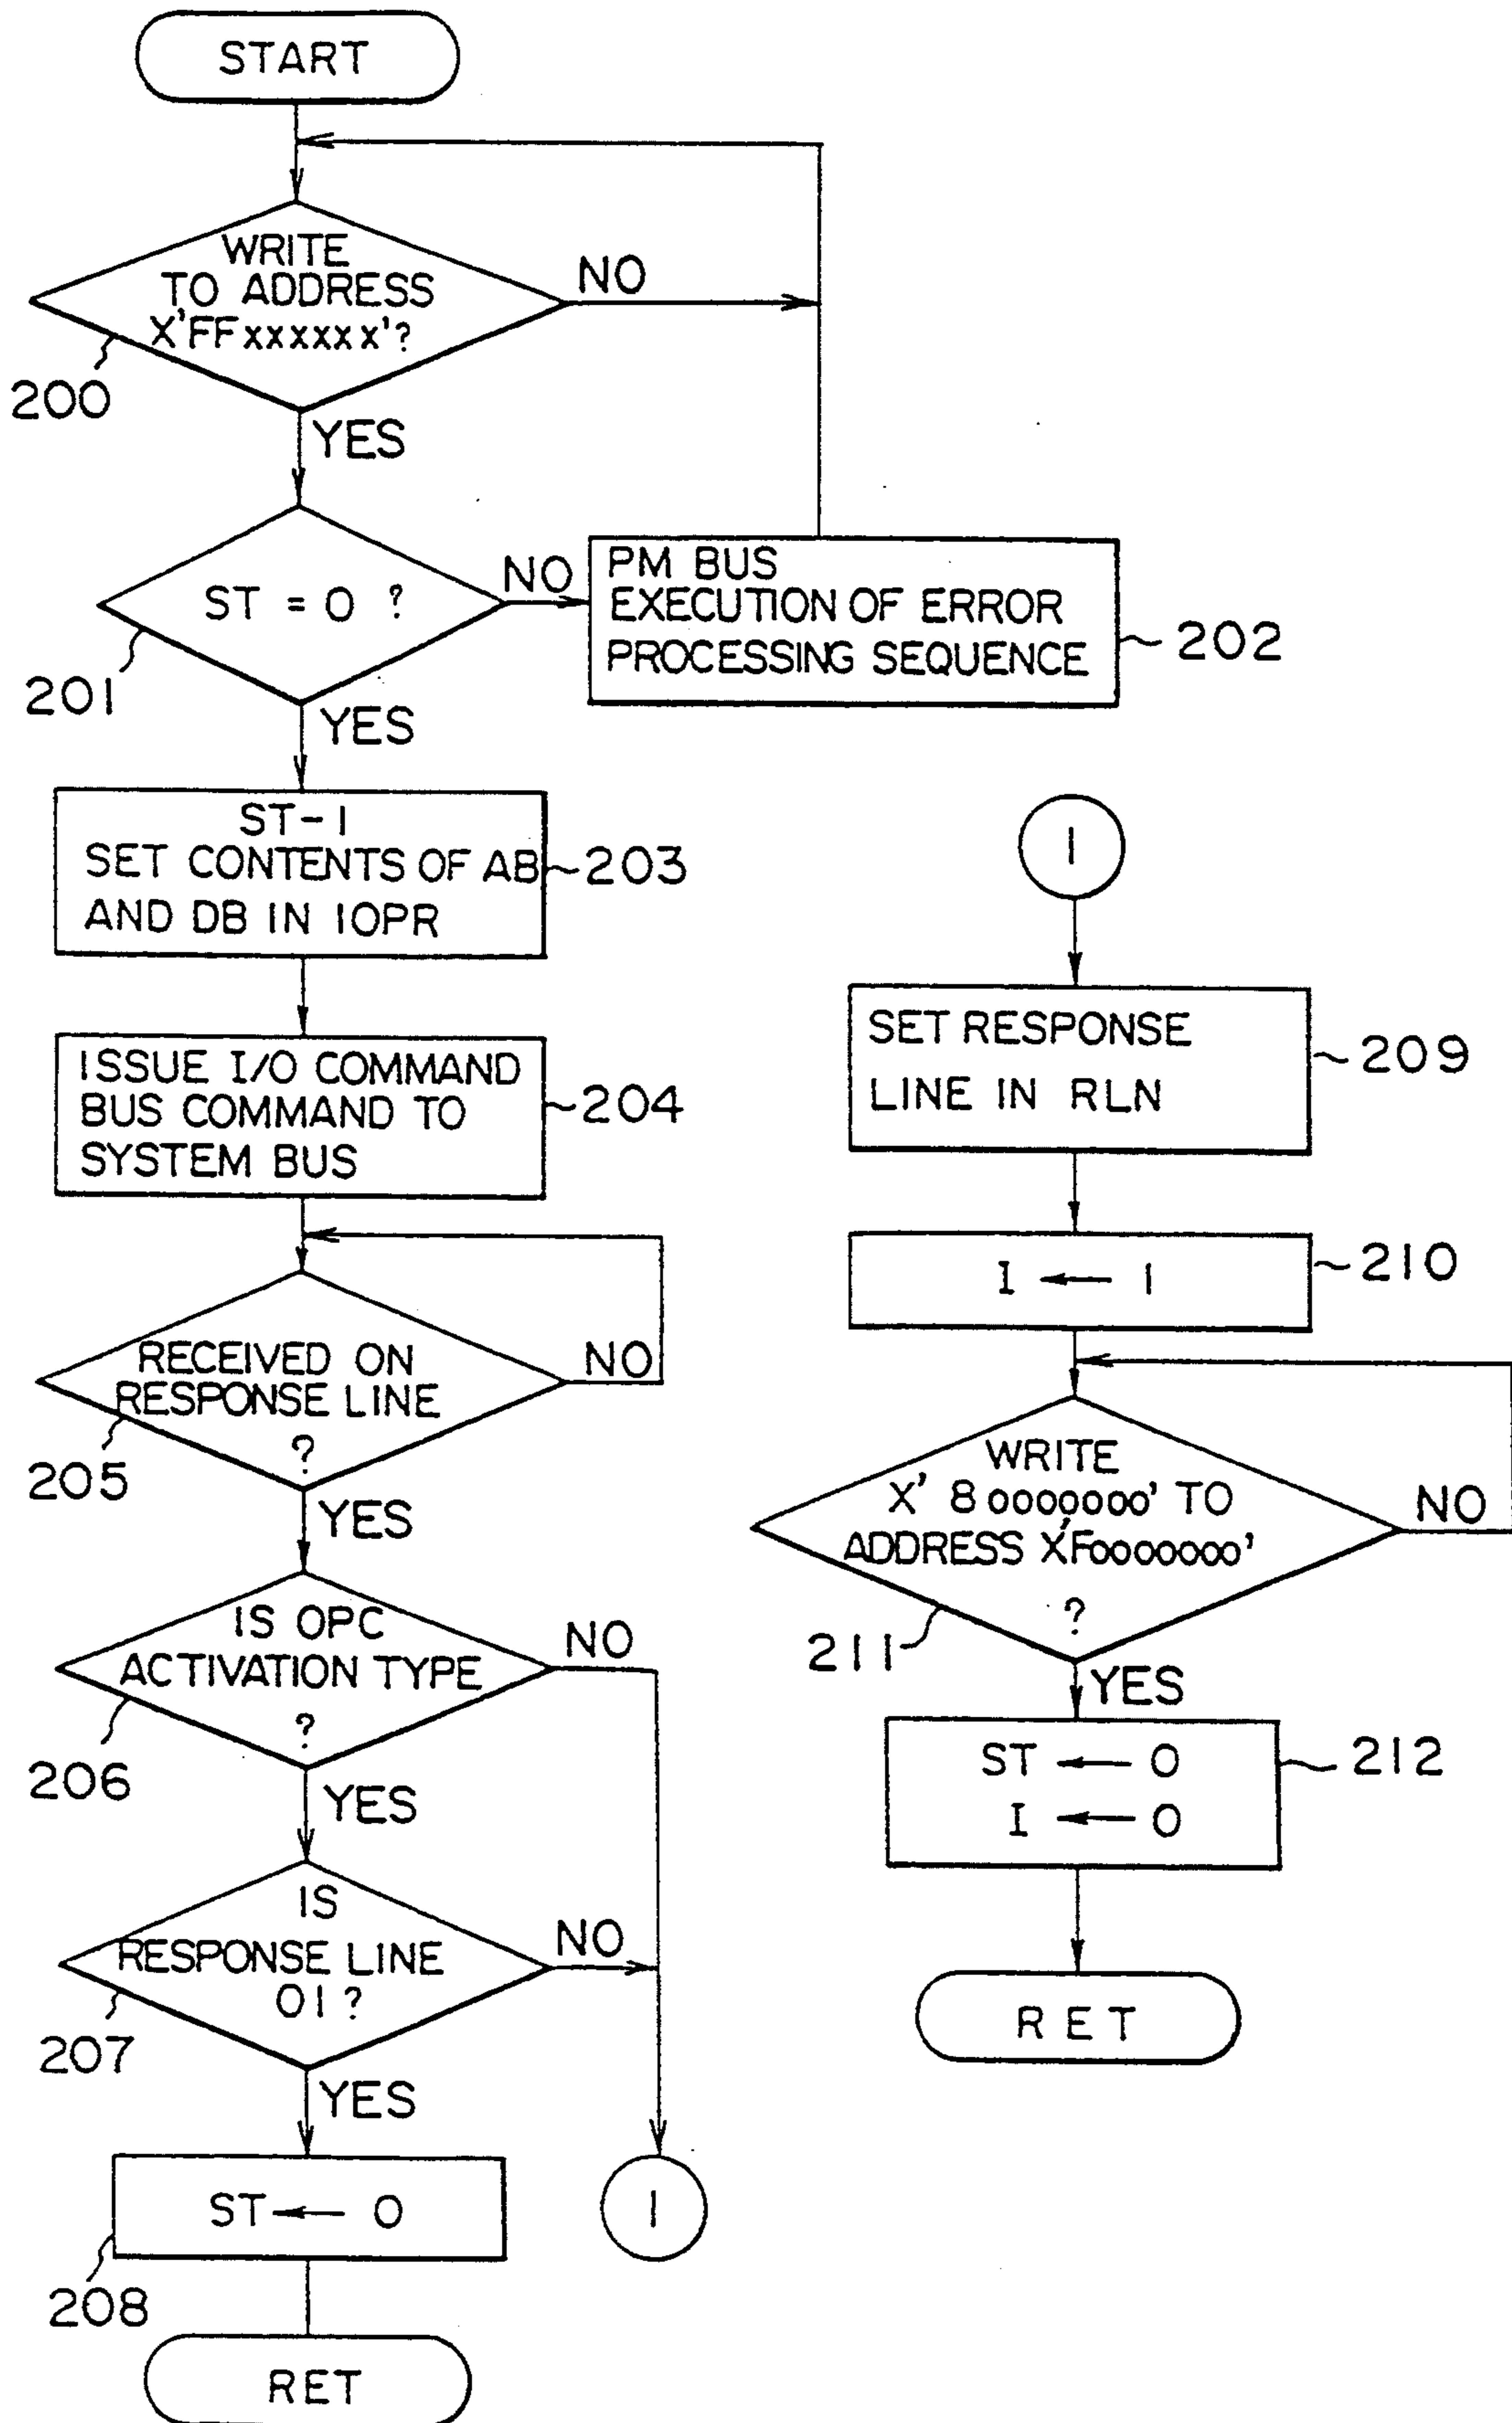 START
WRITE
TO ADDRESS
X'FFxxxxxx'?
NO
200
YES
ST = 0 ?
NO
201
YES
PM BUS
EXECUTION OF ERROR
PROCESSING SEQUENCE
202
ST-1
SET CONTENTS OF AB
AND DB IN IOPR
203
ISSUE I/O COMMAND
BUS COMMAND TO
SYSTEM BUS
204
RECEIVED ON
RESPONSE LINE
?
NO
205
YES
IS OPC
ACTIVATION TYPE
?
NO
206
YES
IS
RESPONSE LINE
01?
NO
207
YES
ST ← 0
208
RET
1
1
SET RESPONSE
LINE IN RLN
209
I ← 1
210
WRITE
X' 80000000' TO
ADDRESS X'F0000000'
?
NO
211
YES
ST ← 0
I ← 0
212
RET